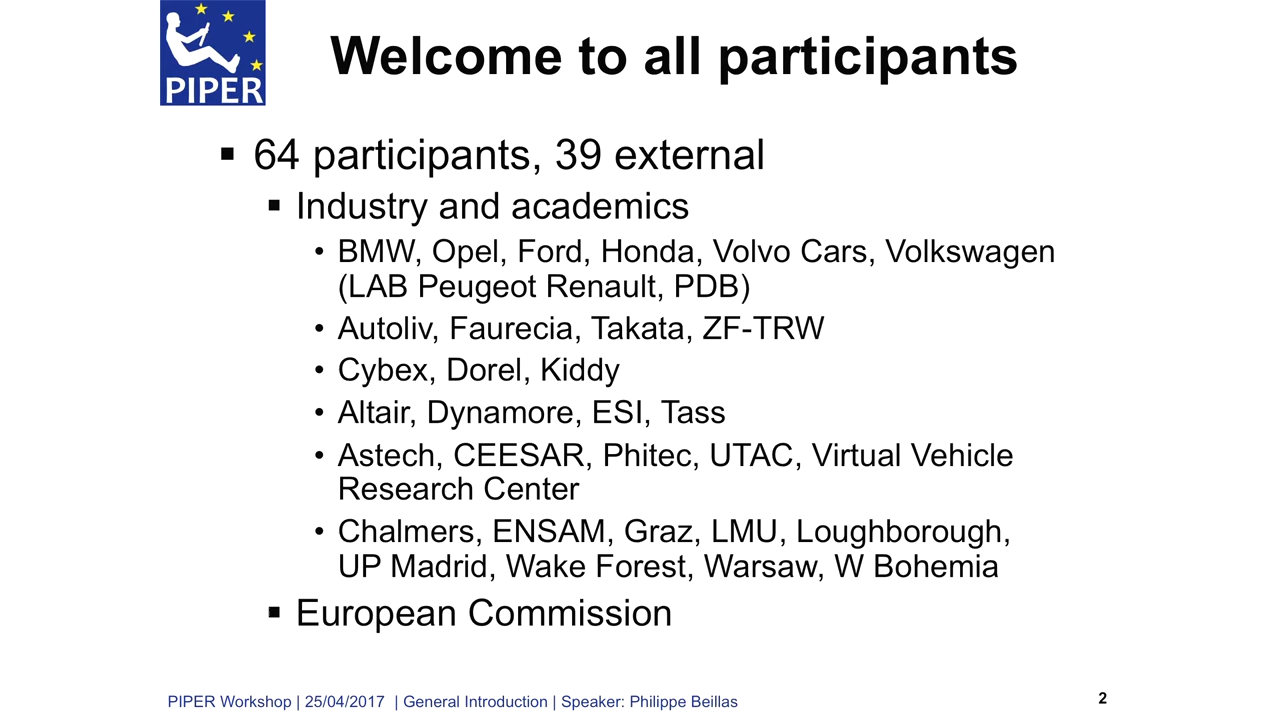 PIPER
Welcome to all participants
▪ 64 participants, 39 external
▪ Industry and academics
• BMW, Opel, Ford, Honda, Volvo Cars, Volkswagen
(LAB Peugeot Renault, PDB)
• Autoliv, Faurecia, Takata, ZF-TRW
• Cybex, Dorel, Kiddy
• Altair, Dynamore, ESI, Tass
• Astech, CEESAR, Phitec, UTAC, Virtual Vehicle
Research Center
• Chalmers, ENSAM, Graz, LMU, Loughborough,
UP Madrid, Wake Forest, Warsaw, W Bohemia
▪ European Commission
PIPER Workshop | 25/04/2017 | General Introduction | Speaker: Philippe Beillas
2